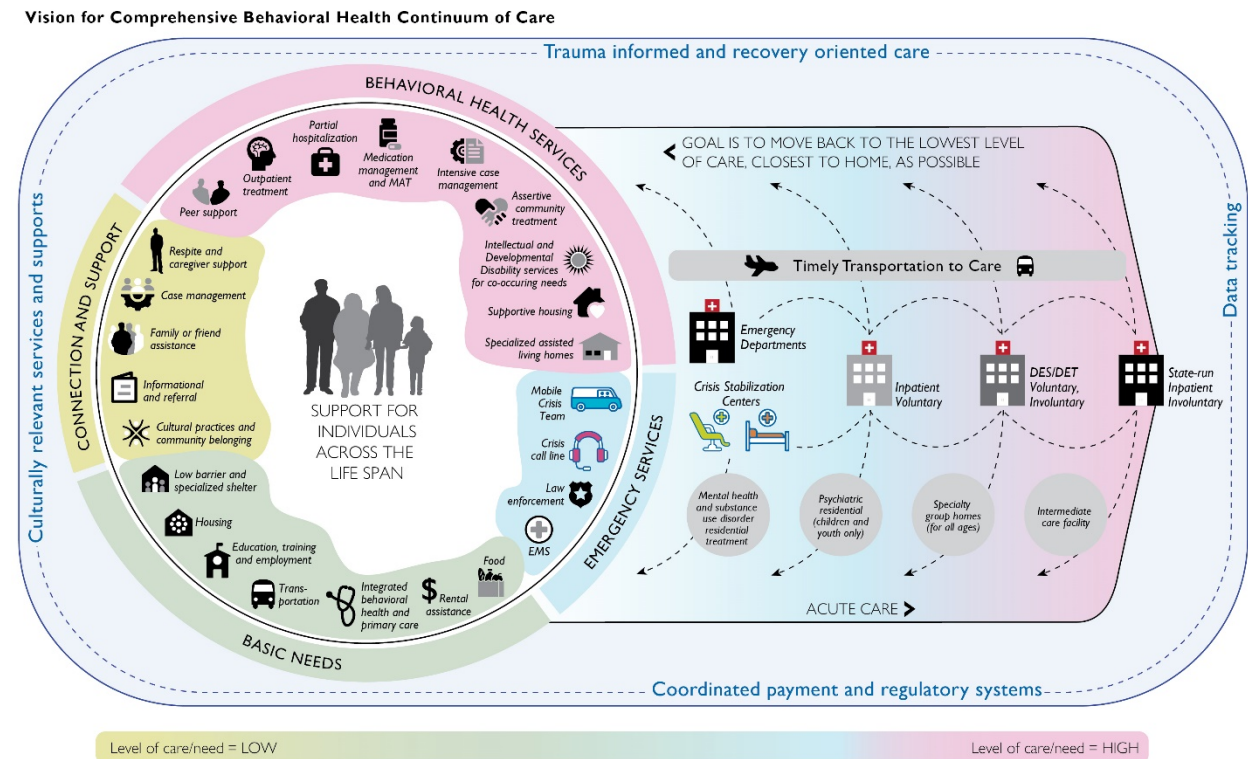 Vision for Comprehensive Behavioral Health Continuum of Care
Trauma informed and recovery oriented care
Culturally relevant services and supports
Data tracking
Coordinated payment and regulatory systems
BEHAVIORAL HEALTH SERVICES
Peer support
Outpatient
treatment
Partial
hospitalization
Medication
management
and MAT
Intensive case
management
Assertive
community
treatment
Intellectual and
Developmental
Disability services
for co-occuring needs
Supportive housing
Specialized assisted
living homes
CONNECTION AND SUPPORT
Respite and
caregiver support
Case management
Family or friend
assistance
Informational
and referral
Cultural practices and
community belonging
SUPPORT FOR
INDIVIDUALS
ACROSS THE
LIFE SPAN
EMERGENCY SERVICES
Mobile
Crisis
Team
Crisis
call line
Law
enforcement
EMS
BASIC NEEDS
Low barrier and
specialized shelter
Housing
Education, training
and employment
Trans-
portation
Integrated
behavioral
health and
primary care
$ Rental
assistance
Food
< GOAL IS TO MOVE BACK TO THE LOWEST LEVEL
OF CARE, CLOSEST TO HOME, AS POSSIBLE
Timely Transportation to Care
Emergency
Departments
Crisis Stabilization
Centers
Inpatient
Voluntary
DES/DET
Voluntary,
Involuntary
State-run
Inpatient
Involuntary
Mental health
and substance
use disorder
residential
treatment
Psychiatric
residential
(children and
youth only)
Specialty
group homes
(for all ages)
Intermediate
care facility
ACUTE CARE >
Level of care/need = LOW
Level of care/need = HIGH